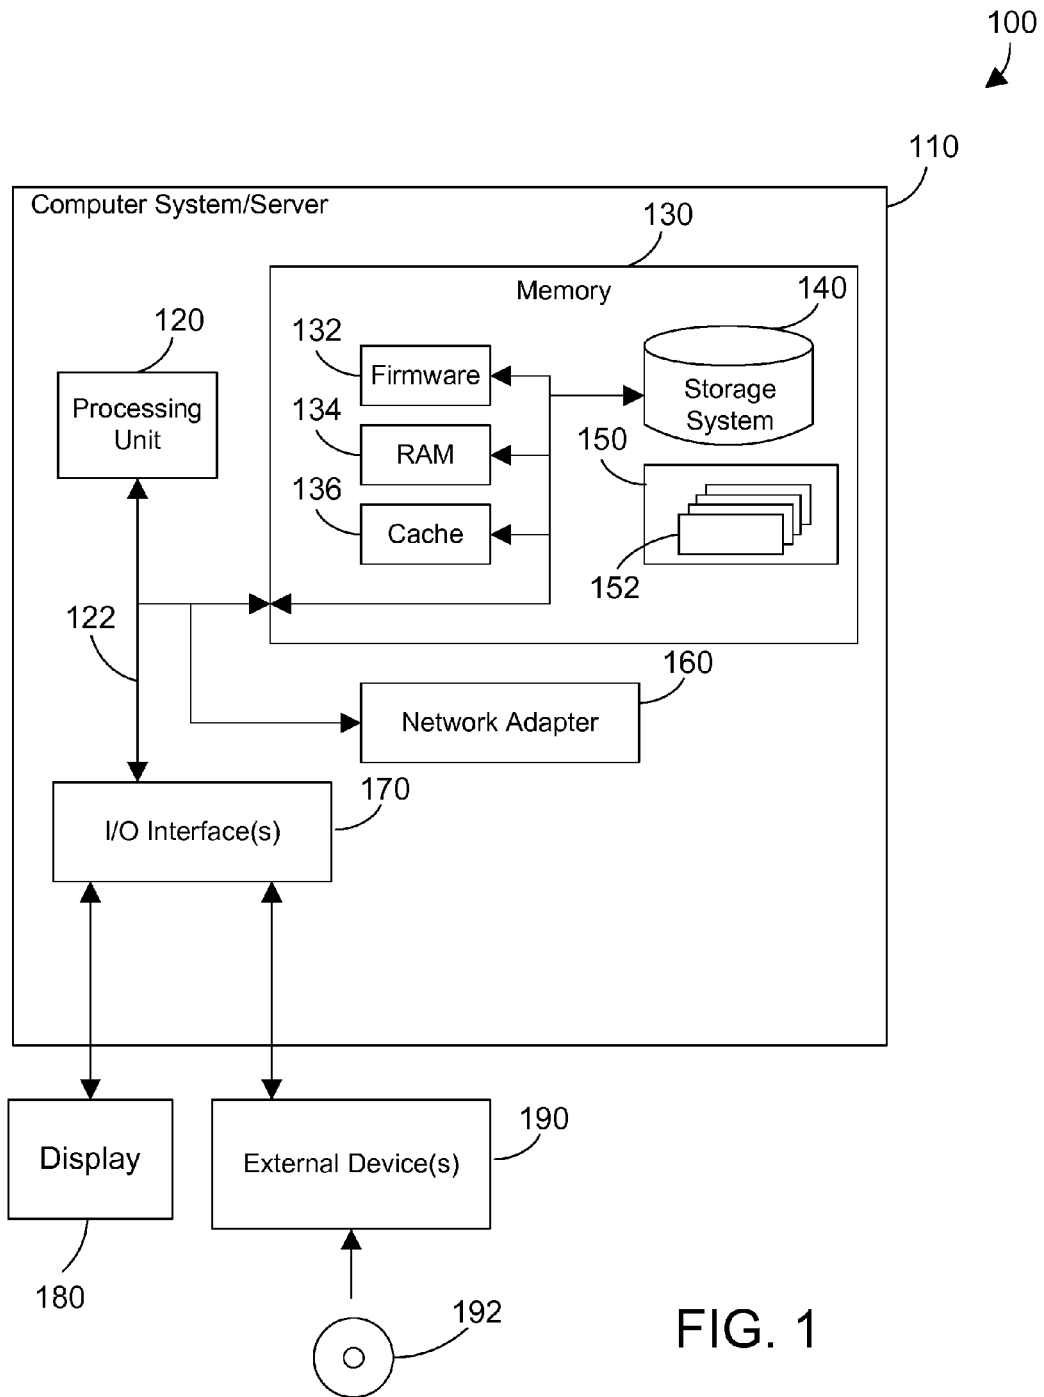 100
110
Computer System/Server
130
Memory
140
120
132
Firmware
Storage
System
Processing
Unit
134
RAM
150
136
Cache
152
122
160
Network Adapter
170
I/O Interface(s)
190
Display
External Device(s)
180
192
FIG. 1